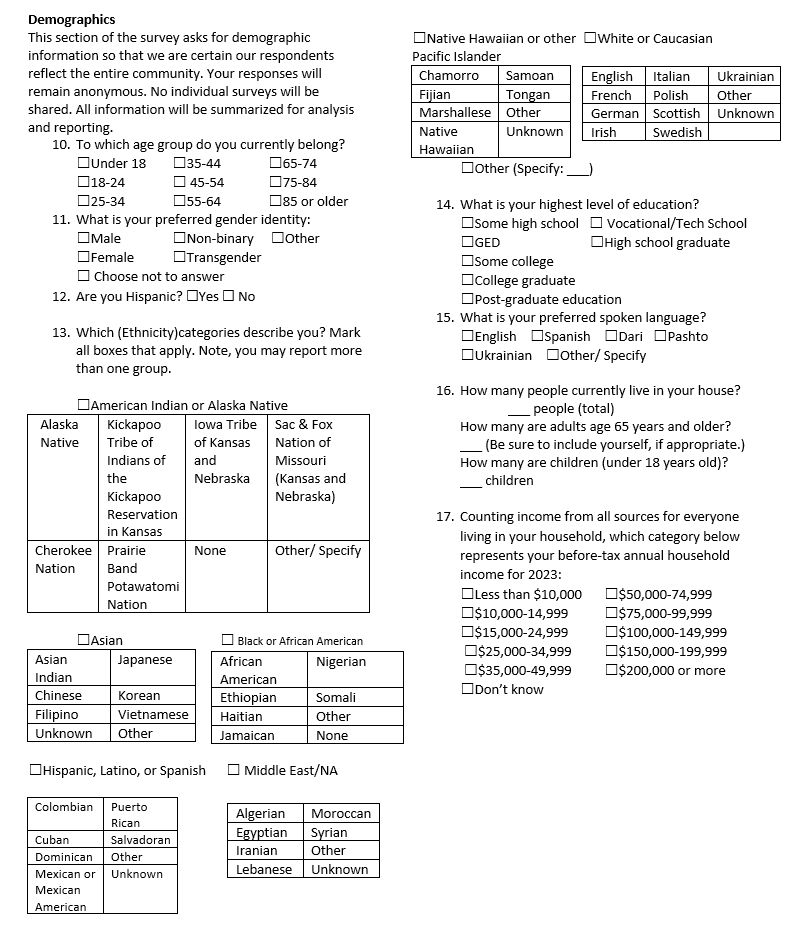 Demographics
This section of the survey asks for demographic
information so that we are certain our respondents
reflect the entire community. Your responses will
remain anonymous. No individual surveys will be
shared. All information will be summarized for analysis
and reporting.
10. To which age group do you currently belong?
☐Under 18 ☐35-44 ☐65-74
☐18-24 ☐ 45-54 ☐75-84
☐25-34 ☐55-64 ☐85 or older
11. What is your preferred gender identity:
☐Male ☐Non-binary ☐Other
☐Female ☐Transgender
☐ Choose not to answer
12. Are you Hispanic? ☐Yes ☐ No
13. Which (Ethnicity)categories describe you? Mark
all boxes that apply. Note, you may report more
than one group.
☐American Indian or Alaska Native
Alaska Kickapoo Iowa Tribe Sac & Fox
Native Tribe of of Kansas Nation of
Indians of and Missouri
the Nebraska (Kansas and
Kickapoo Nebraska)
Reservation
in Kansas
Cherokee Prairie None Other/ Specify
Nation Band
Potawatomi
Nation
☐Asian ☐ Black or African American
Asian Japanese
Indian
Chinese Korean
Filipino Vietnamese
Unknown Other
African Nigerian
American
Ethiopian Somali
Haitian Other
Jamaican None
☐Hispanic, Latino, or Spanish ☐ Middle East/NA
Colombian Puerto
Rican
Cuban Salvadoran
Dominican Other
Mexican or Unknown
Mexican
American
Algerian Moroccan
Egyptian Syrian
Iranian Other
Lebanese Unknown
☐Native Hawaiian or other ☐White or Caucasian
Pacific Islander
Chamorro Samoan
Fijian Tongan
Marshallese Other
Native Unknown
Hawaiian
English Italian Ukrainian
French Polish Other
German Scottish Unknown
Irish Swedish
☐Other (Specify: ___)
14. What is your highest level of education?
☐Some high school ☐ Vocational/Tech School
☐GED ☐High school graduate
☐Some college
☐College graduate
☐Post-graduate education
15. What is your preferred spoken language?
☐English ☐Spanish ☐Dari ☐Pashto
☐Ukrainian ☐Other/ Specify
16. How many people currently live in your house?
___ people (total)
How many are adults age 65 years and older?
___ (Be sure to include yourself, if appropriate.)
How many are children (under 18 years old)?
___ children
17. Counting income from all sources for everyone
living in your household, which category below
represents your before-tax annual household
income for 2023:
☐Less than $10,000 ☐$50,000-74,999
☐$10,000-14,999 ☐$75,000-99,999
☐$15,000-24,999 ☐$100,000-149,999
☐$25,000-34,999 ☐$150,000-199,999
☐$35,000-49,999 ☐$200,000 or more
☐Don't know